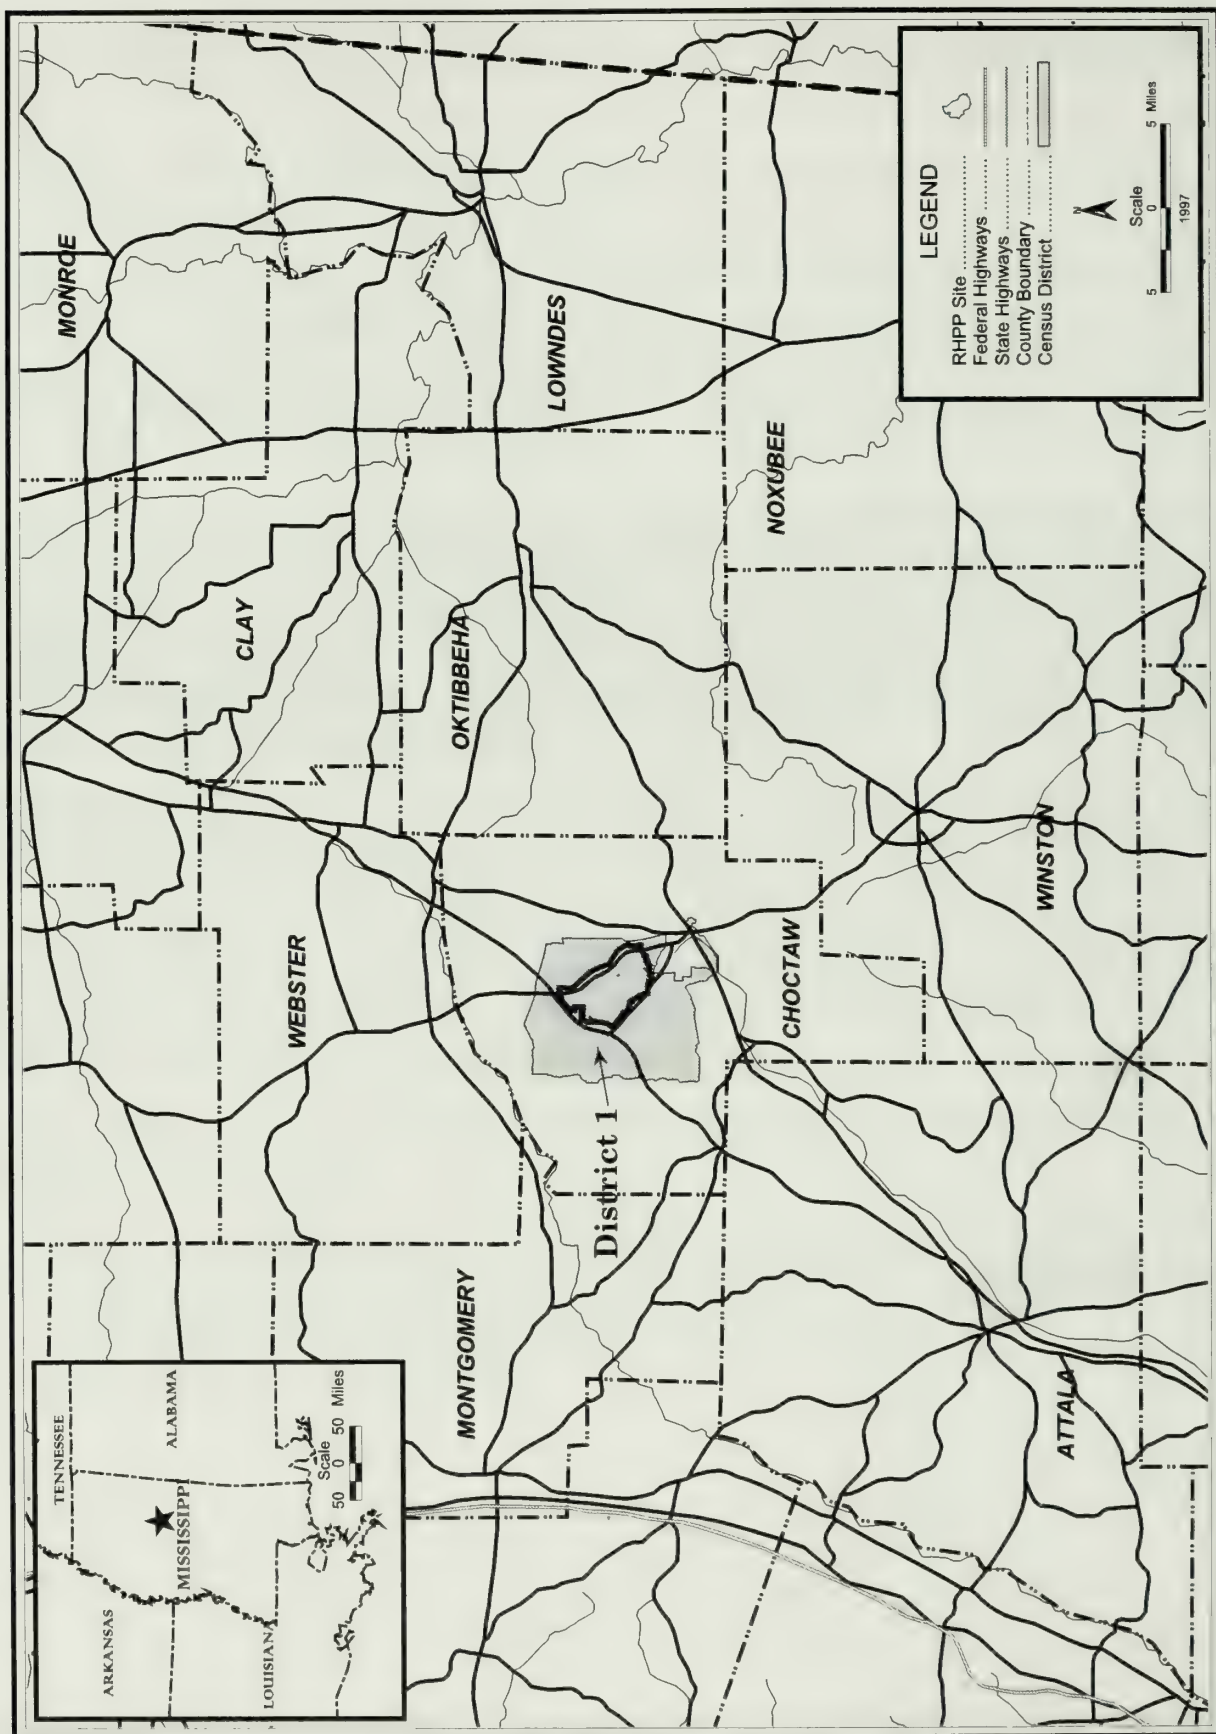 TENNESSEE
ARKANSAS
MISSISSIPPI
ALABAMA
LOUISIANA
Scale
50 0 50 Miles
MONROE
CLAY
WEBSTER
OKTIBBEHA
LOWNDES
MONTGOMERY
District 1
CHOCTAW
NOXUBEE
WINSTON
ATTALA
LEGEND
RHPP Site
Federal Highways
State Highways
County Boundary
Census District
N
Scale
5 0 5 Miles
1997